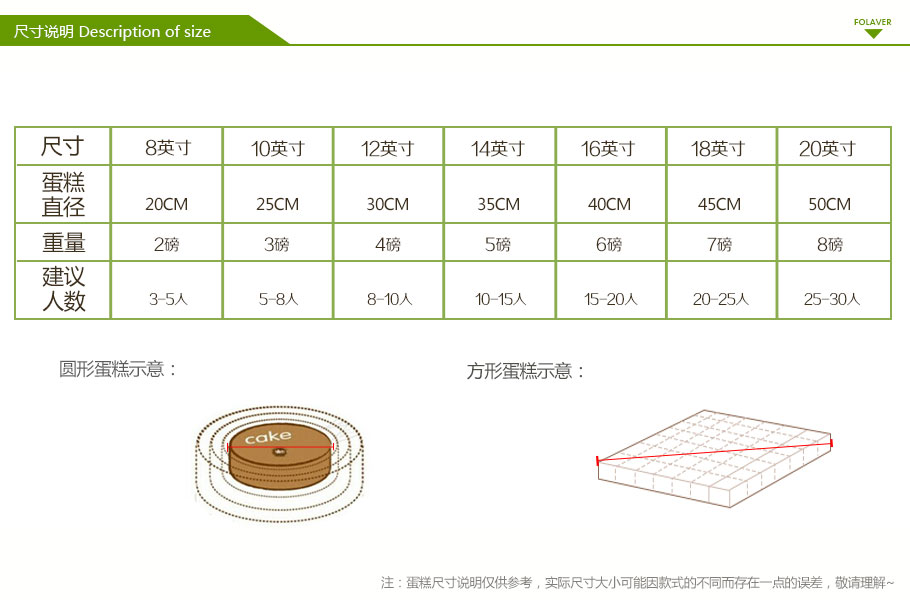 尺寸说明 Description of size
FOLAVER
尺寸 8英寸 10英寸 12英寸 14英寸 16英寸 18英寸 20英寸
蛋糕
直径 20CM 25CM 30CM 35CM 40CM 45CM 50CM
重量 2磅 3磅 4磅 5磅 6磅 7磅 8磅
建议
人数 3-5人 5-8人 8-10人 10-15人 15-20人 20-25人 25-30人
圆形蛋糕示意：
方形蛋糕示意：
cake
注：蛋糕尺寸说明仅供参考，实际尺寸大小可能因款式的不同而存在一点的误差，敬请理解~